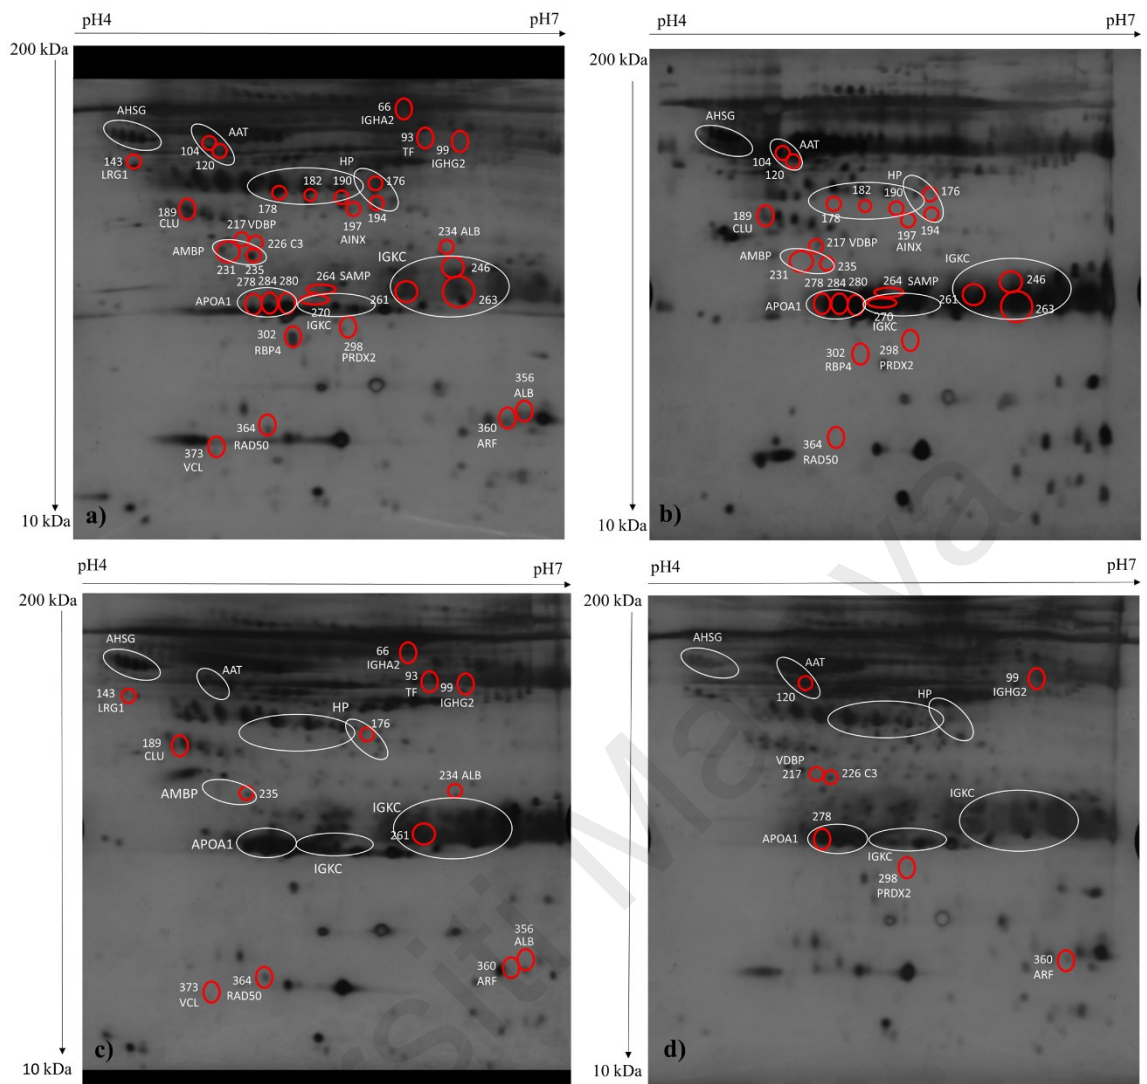 pH4
pH7
200 kDa
AHSG
66
IGHA2
AAT
93
TF
99
IGHG2
104
120
143
LRG1
HP
182
190
176
178
194
189
CLU
197
AINX
217 VDBP
234 ALB
226 C3
AMBP
IGKC
231
235
246
278 284 280
264 SAMP
261
263
APOA1
270
IGKC
302
RBP4
298
PRDX2
356
ALB
364
RAD50
360
ARF
373
VCL
10 kDa
a)
pH4
pH7
200 kDa
AHSG
AAT
104
120
HP
182
190
176
178
194
189
CLU
197
AINX
217 VDBP
AMBP
IGKC
231
235
246
278 284 280
264 SAMP
261
263
APOA1
270
IGKC
302
RBP4
298
PRDX2
364
RAD50
10 kDa
b)
pH4
pH7
200 kDa
AHSG
66
IGHA2
AAT
93
TF
99
IGHG2
143
LRG1
HP
176
189
CLU
234 ALB
AMBP
235
IGKC
261
APOA1
IGKC
356
ALB
364
RAD50
360
ARF
373
VCL
10 kDa
c)
pH4
pH7
200 kDa
AHSG
AAT
120
99
IGHG2
HP
VDBP
217
226 C3
IGKC
278
APOA1
IGKC
298
PRDX2
360
ARF
10 kDa
d)